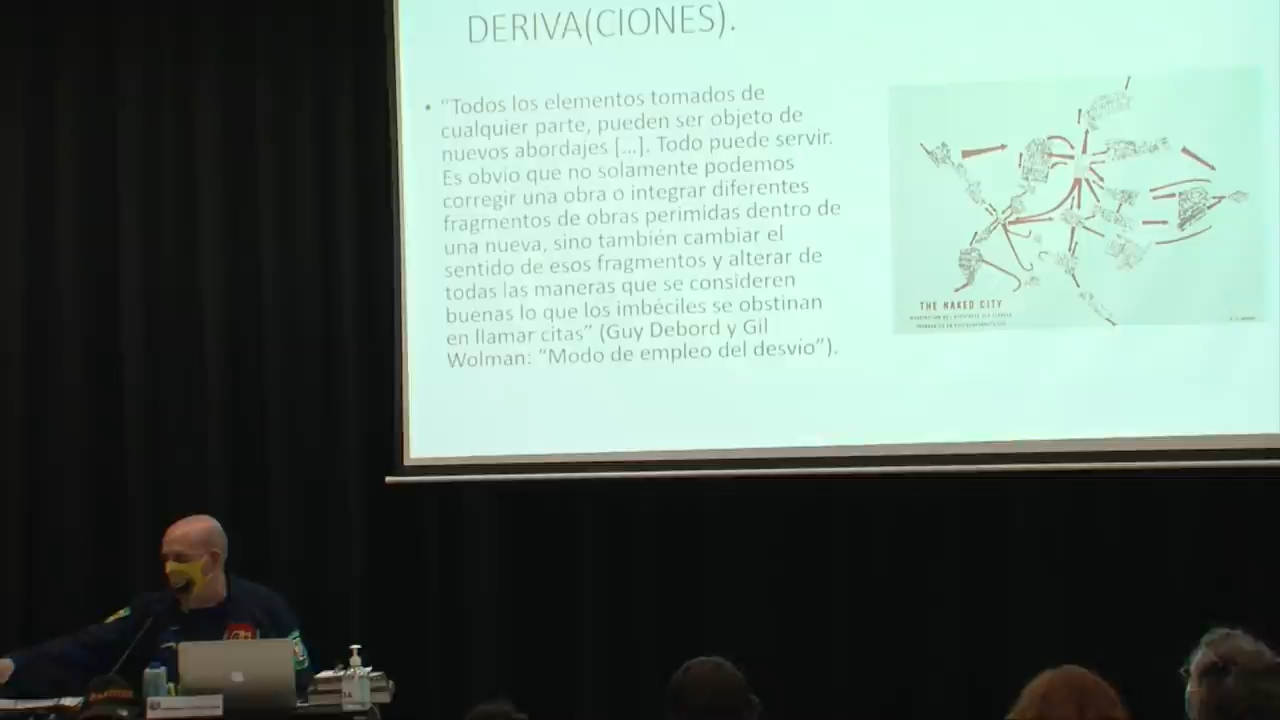 DERIVA(CIONES).
• “Todos los elementos tomados de
cualquier parte, pueden ser objeto de
nuevos abordajes [...]. Todo puede servir.
Es obvio que no solamente podemos
corregir una obra o integrar diferentes
fragmentos de obras perimidas dentro de
una nueva, sino también cambiar el
sentido de esos fragmentos y alterar de
todas las maneras que se consideren
buenas lo que los imbéciles se obstinan
en llamar citas” (Guy Debord y Gil
Wolman: “Modo de empleo del desvío”).
THE NAKED CITY